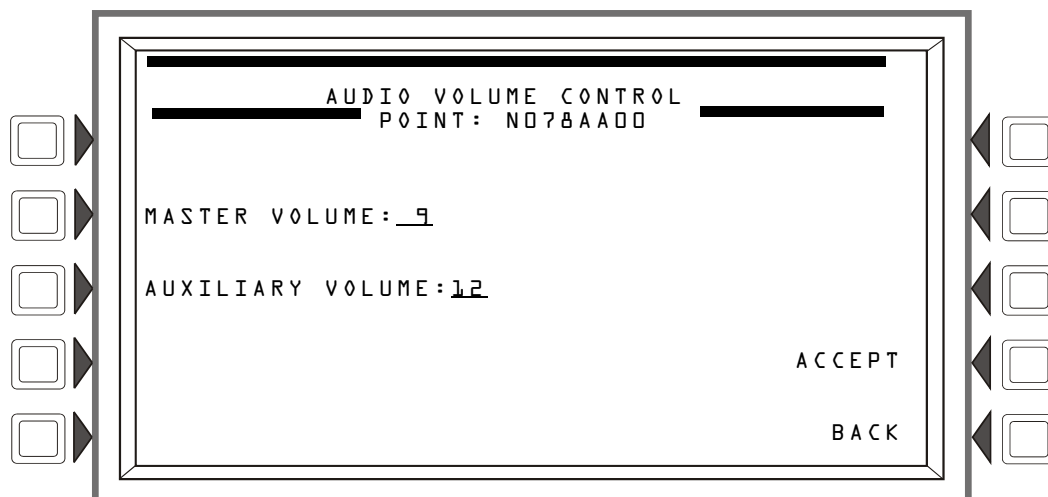 AUDIO VOLUME CONTROL
POINT: N078AA00
MASTER VOLUME: 9
AUXILIARY VOLUME:12
ACCEPT
BACK